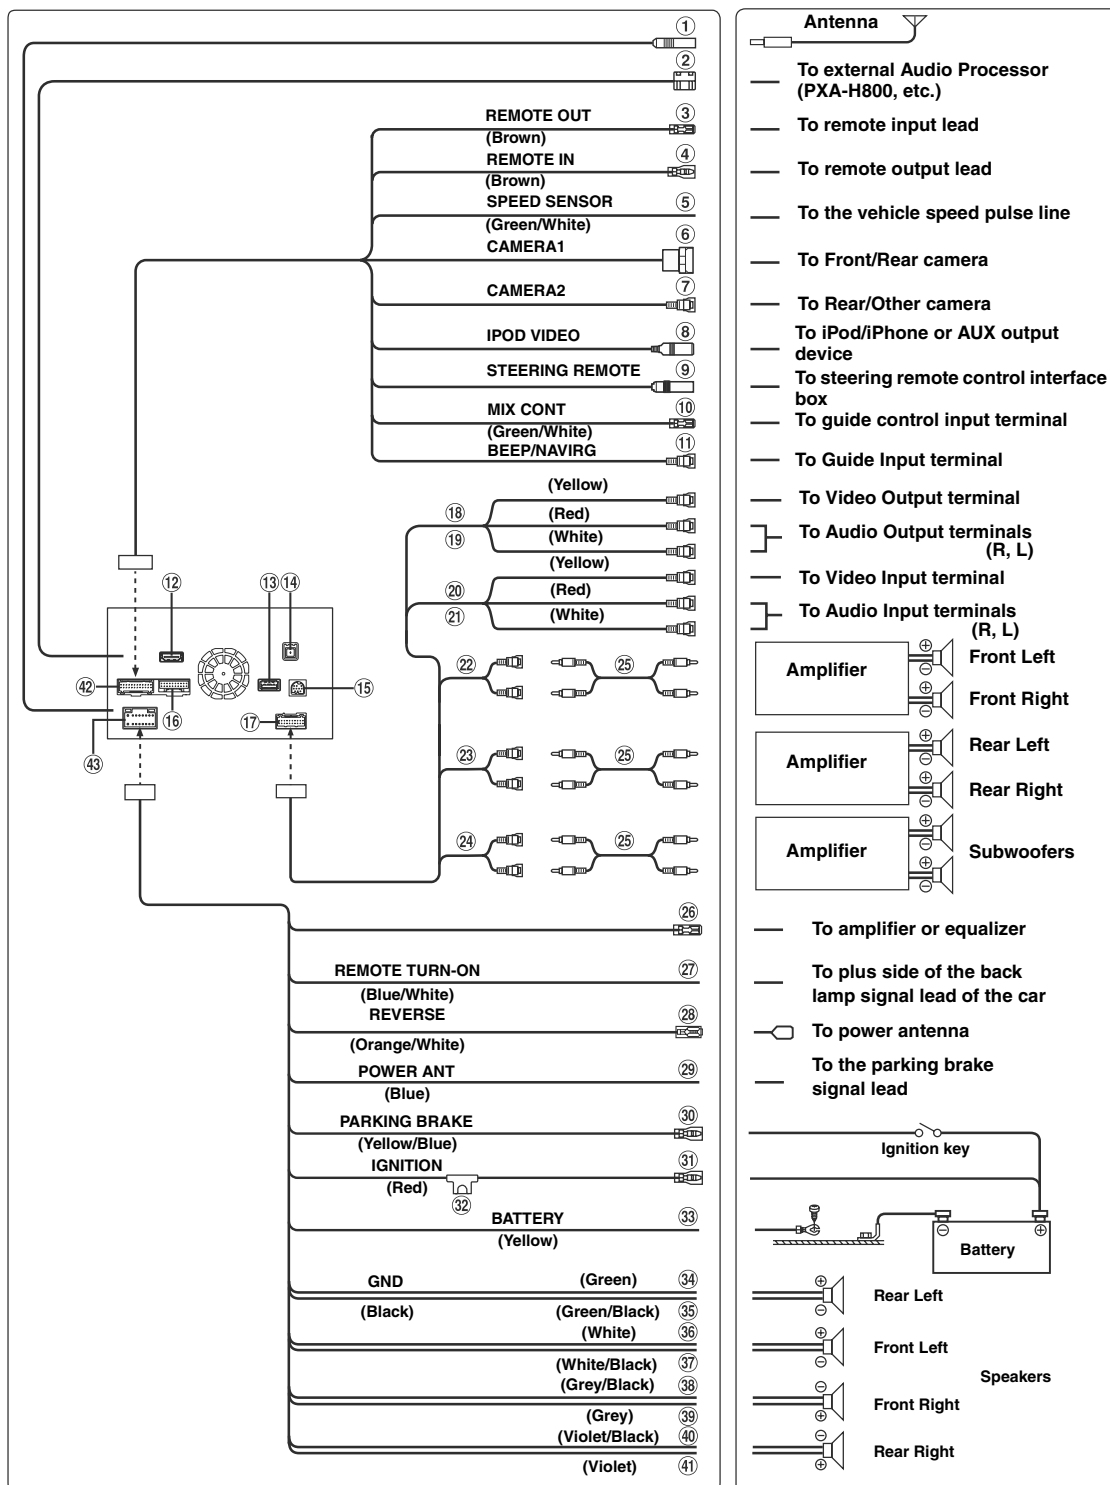 ① Antenna
② To external Audio Processor
(PXA-H800, etc.)
REMOTE OUT ③ To remote input lead
(Brown)
REMOTE IN ④ To remote output lead
(Brown)
SPEED SENSOR ⑤ To the vehicle speed pulse line
(Green/White)
CAMERA1 ⑥ To Front/Rear camera
CAMERA2 ⑦ To Rear/Other camera
IPOD VIDEO ⑧ To iPod/iPhone or AUX output
device
STEERING REMOTE ⑨ To steering remote control interface
box
MIX CONT ⑩ To guide control input terminal
(Green/White)
BEEP/NAVIRG ⑪ To Guide Input terminal
(Yellow) To Video Output terminal
⑱ (Red) To Audio Output terminals
⑲ (White) (R, L)
(Yellow) To Video Input terminal
⑳ (Red) To Audio Input terminals
㉑ (White) (R, L)
⑫ ⑬ ⑭
㊷ ⑯ ⑮
㊸ ⑰
㉒ ㉕ Amplifier ⊕ Front Left
⊖
⊕ Front Right
⊖
㉓ ㉕ Amplifier ⊕ Rear Left
⊖
⊕ Rear Right
⊖
㉔ ㉕ Amplifier ⊕ Subwoofers
⊖
⊕
⊖
㉖ To amplifier or equalizer
REMOTE TURN-ON ㉗ To plus side of the back
(Blue/White) lamp signal lead of the car
REVERSE ㉘ To power antenna
(Orange/White)
POWER ANT ㉙ To the parking brake
(Blue) signal lead
PARKING BRAKE ㉚
(Yellow/Blue) Ignition key
IGNITION ㉛
(Red) ㉜
BATTERY ㉝ ⊖ ⊕
(Yellow) Battery
GND (Green) ㉞ ⊕ Rear Left
(Black) (Green/Black) ㉟ ⊖
(White) ㊱ ⊕ Front Left
(White/Black) ㊲ ⊖
Speakers
(Grey/Black) ㊳ ⊖ Front Right
(Grey) ㊴ ⊕
(Violet/Black) ㊵ ⊖ Rear Right
(Violet) ㊶ ⊕